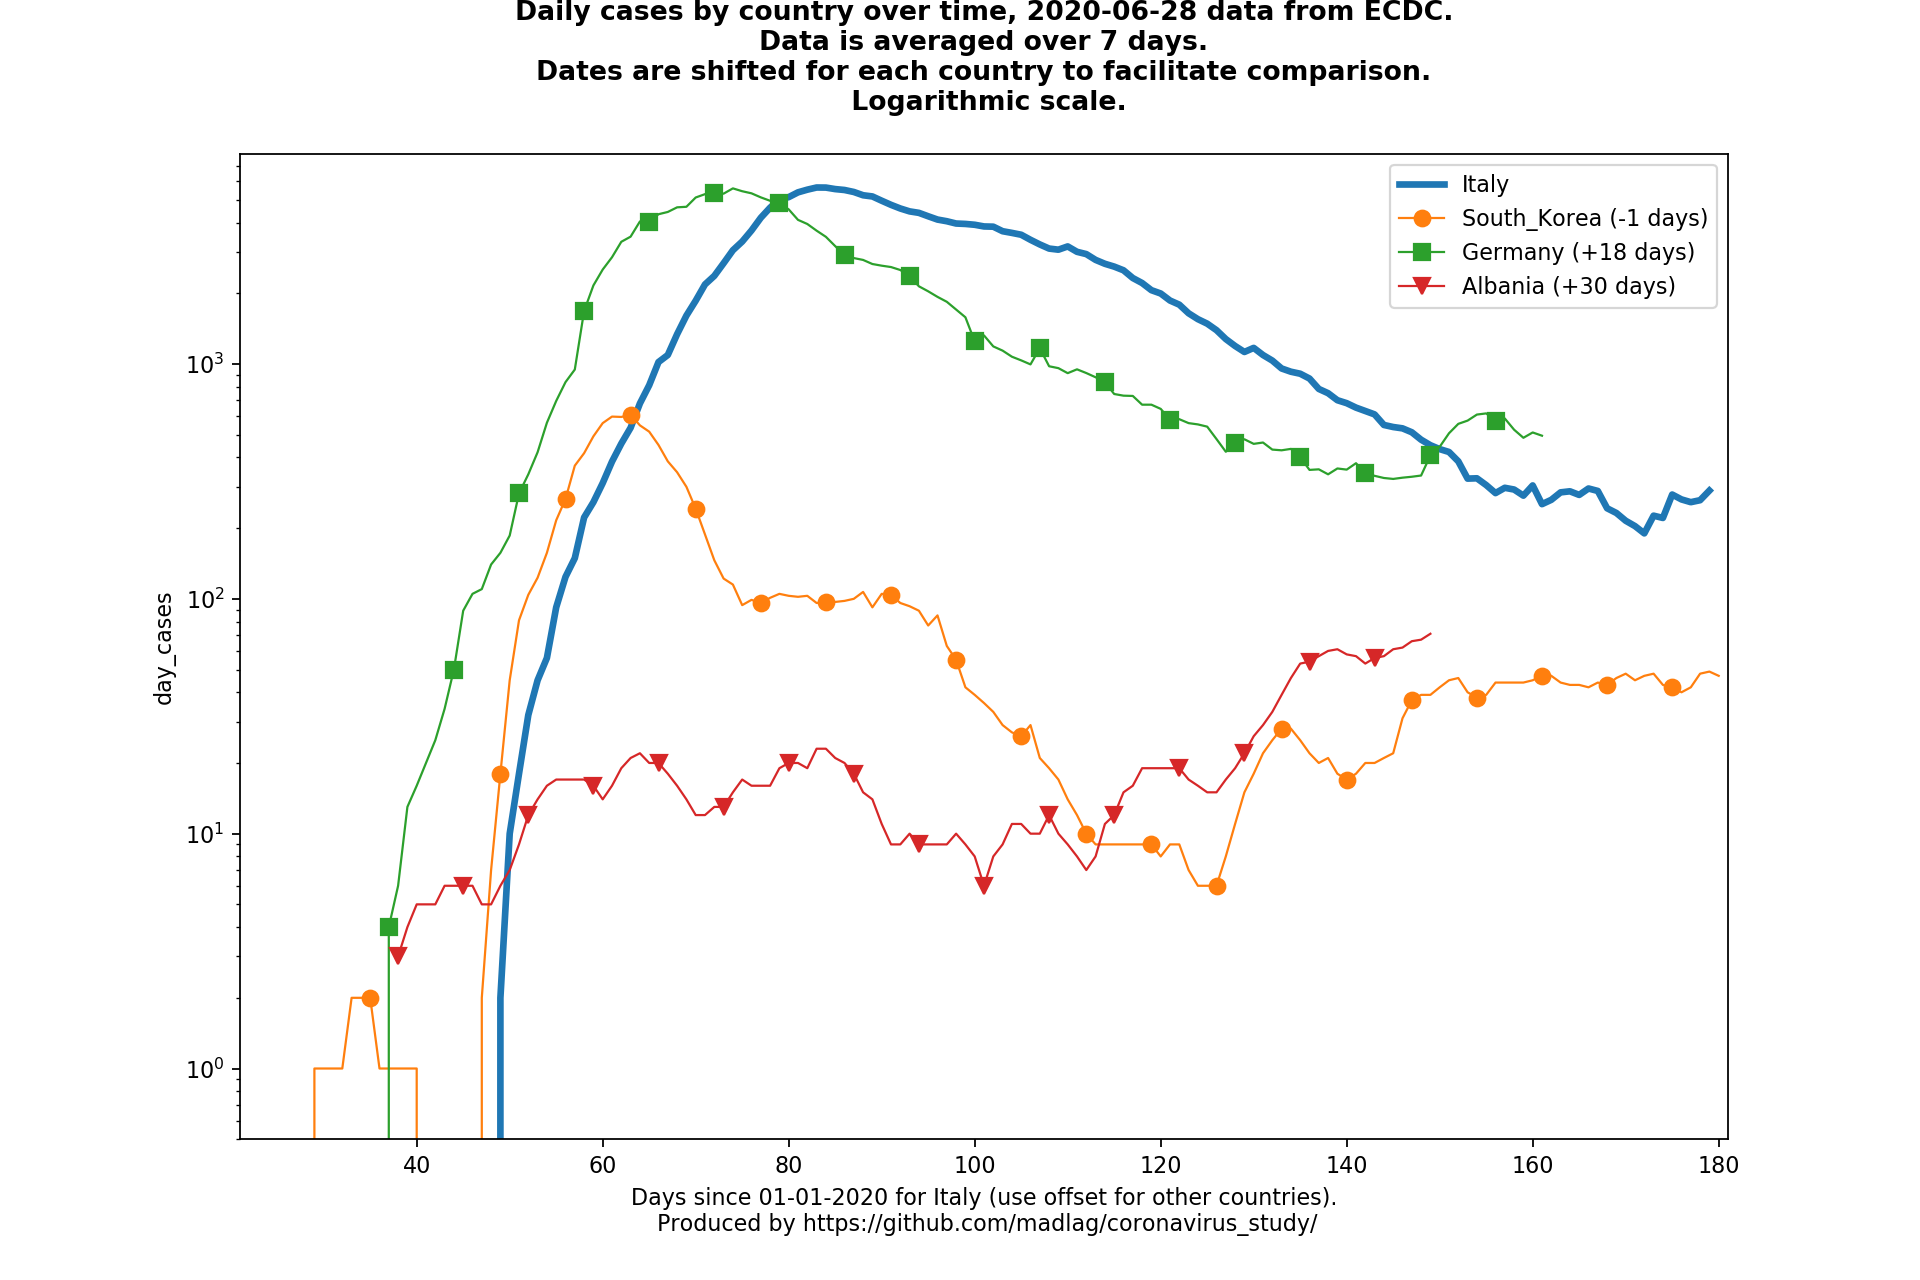 Daily cases by country over time, 2020-06-28 data from ECDC.
Data is averaged over 7 days.
Dates are shifted for each country to facilitate comparison.
Logarithmic scale.
Italy
South_Korea (-1 days)
Germany (+18 days)
Albania (+30 days)
day_cases
10³
10²
10¹
10⁰
40 60 80 100 120 140 160 180
Days since 01-01-2020 for Italy (use offset for other countries).
Produced by https://github.com/madlag/coronavirus_study/